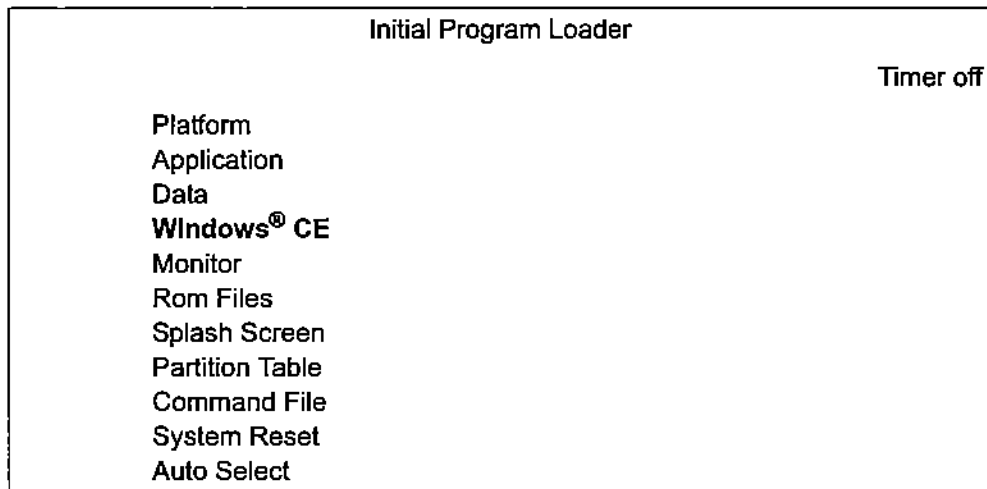 Initial Program Loader
Timer off
Platform
Application
Data
Windows® CE
Monitor
Rom Files
Splash Screen
Partition Table
Command File
System Reset
Auto Select